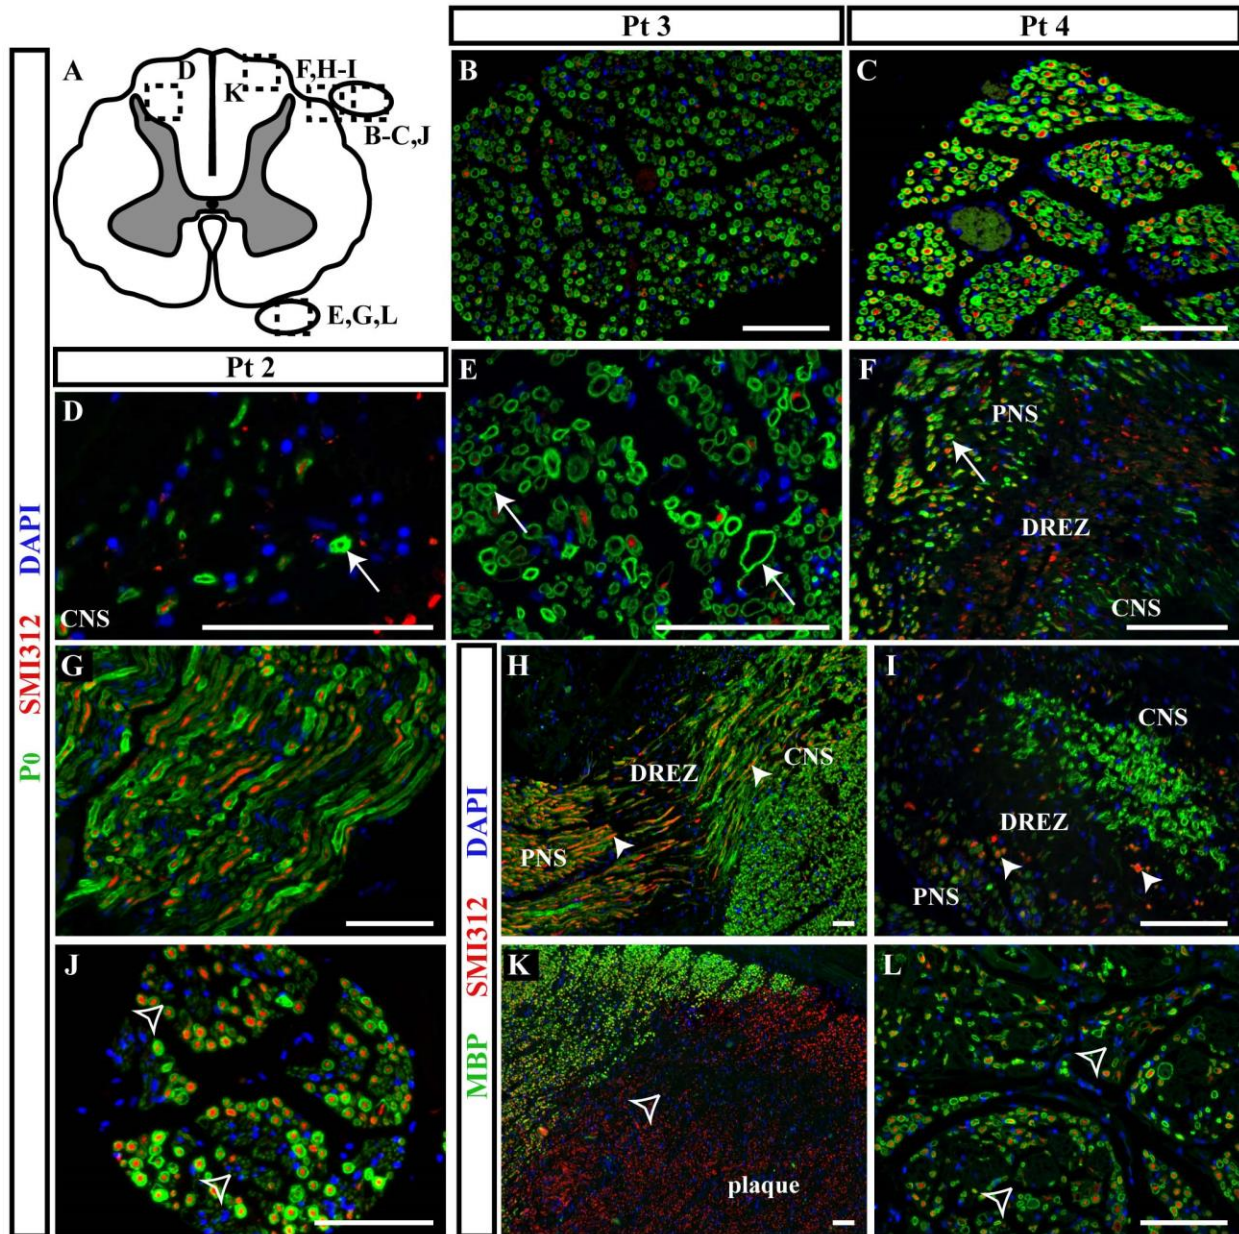 Pt 3
Pt 4
A
D
F,H-I
K
B-C,J
E,G,L
B
C
Pt 2
P0 SMI312 DAPI
D
CNS
E
F
PNS
DREZ
CNS
G
MBP SMI312 DAPI
H
DREZ
CNS
PNS
I
CNS
DREZ
PNS
J
K
plaque
L